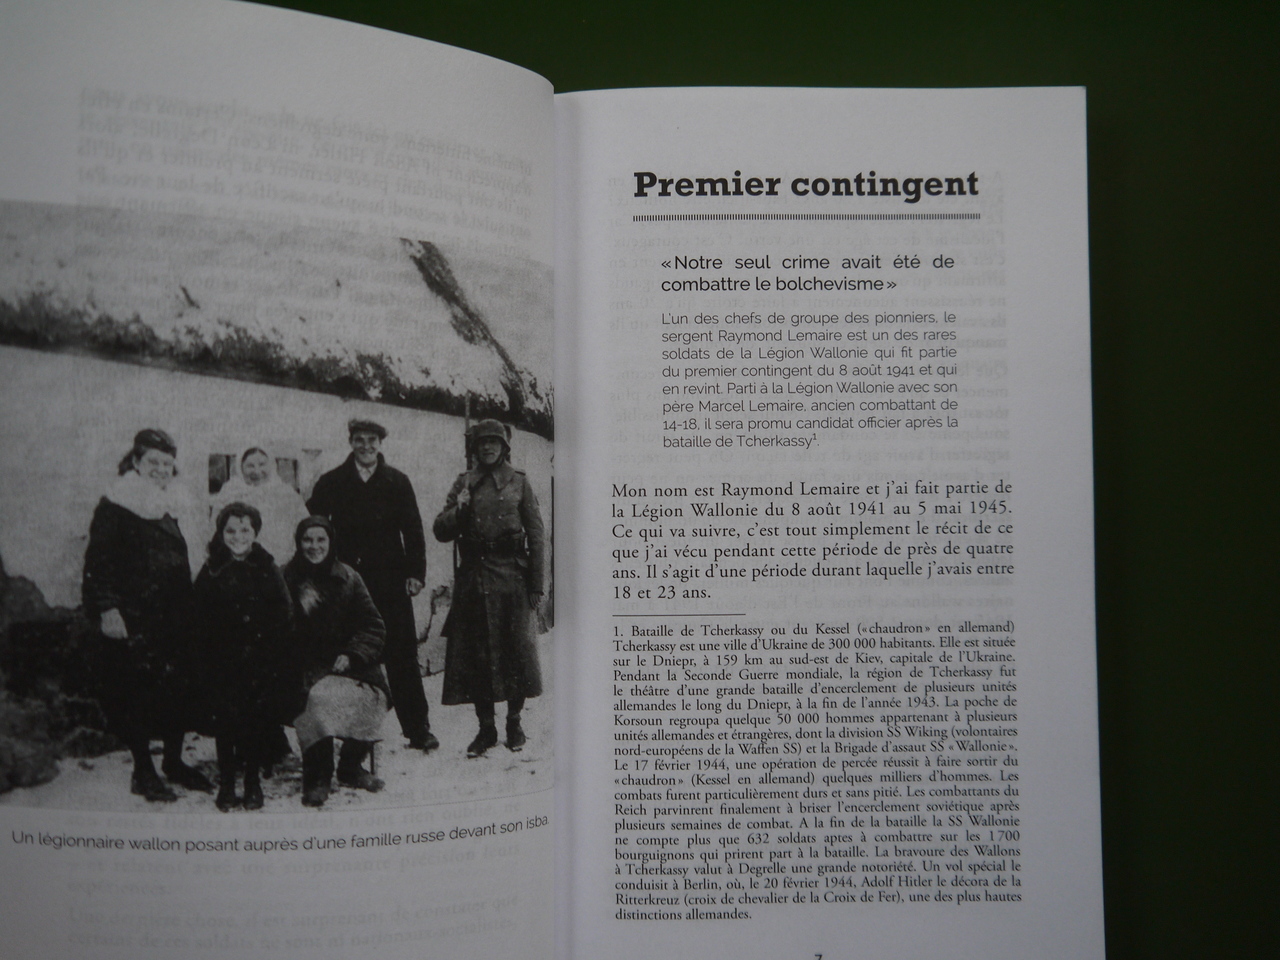 Un légionnaire wallon posant auprès d'une famille russe devant son isba.
Premier contingent
« Notre seul crime avait été de
combattre le bolchevisme »
L'un des chefs de groupe des pionniers, le
sergent Raymond Lemaire est un des rares
soldats de la Légion Wallonie qui fit partie
du premier contingent du 8 août 1941 et qui
en revint. Parti à la Légion Wallonie avec son
père Marcel Lemaire, ancien combattant de
14-18, il sera promu candidat officier après la
bataille de Tcherkassy¹.
Mon nom est Raymond Lemaire et j'ai fait partie de
la Légion Wallonie du 8 août 1941 au 5 mai 1945.
Ce qui va suivre, c'est tout simplement le récit de ce
que j'ai vécu pendant cette période de près de quatre
ans. Il s'agit d'une période durant laquelle j'avais entre
18 et 23 ans.
1. Bataille de Tcherkassy ou du Kessel (« chaudron » en allemand)
Tcherkassy est une ville d'Ukraine de 300 000 habitants. Elle est située
sur le Dniepr, à 159 km au sud-est de Kiev, capitale de l'Ukraine.
Pendant la Seconde Guerre mondiale, la région de Tcherkassy fut
le théâtre d'une grande bataille d'encerclement de plusieurs unités
allemandes le long du Dniepr, à la fin de l'année 1943. La poche de
Korsoun regroupa quelque 50 000 hommes appartenant à plusieurs
unités allemandes et étrangères, dont la division SS Wiking (volontaires
nord-européens de la Waffen SS) et la Brigade d'assaut SS « Wallonie ».
Le 17 février 1944, une opération de percée réussit à faire sortir du
« chaudron » (Kessel en allemand) quelques milliers d'hommes. Les
combats furent particulièrement durs et sans pitié. Les combattants du
Reich parvinrent finalement à briser l'encerclement soviétique après
plusieurs semaines de combat. A la fin de la bataille la SS Wallonie
ne compte plus que 632 soldats aptes à combattre sur les 1 700
bourguignons qui prirent part à la bataille. La bravoure des Wallons
à Tcherkassy valut à Degrelle une grande notoriété. Un vol spécial le
conduisit à Berlin, où, le 20 février 1944, Adolf Hitler le décora de la
Ritterkreuz (croix de chevalier de la Croix de Fer), une des plus hautes
distinctions allemandes.
7